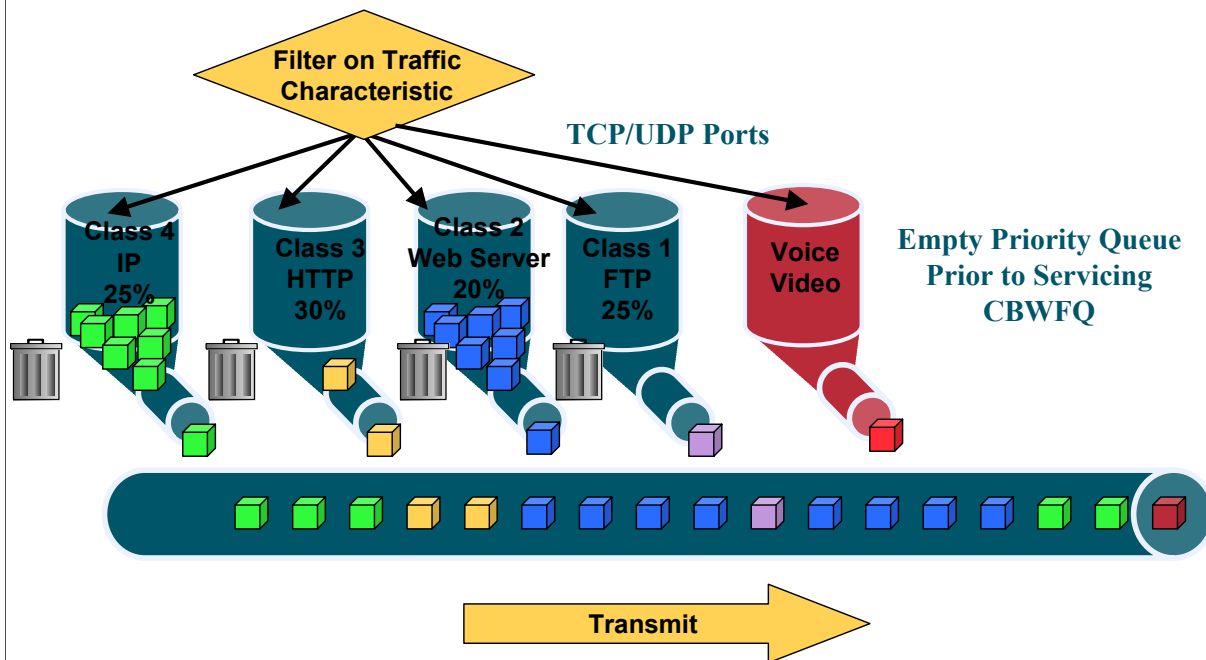 Filter on Traffic
Characteristic
TCP/UDP Ports
Class 4
IP
25%
Class 3
HTTP
30%
Class 2
Web Server
20%
Class 1
FTP
25%
Voice
Video
Empty Priority Queue
Prior to Servicing
CBWFQ
Transmit